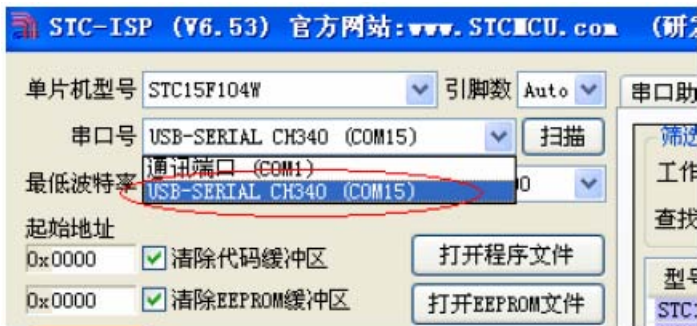 STC-ISP (V6.53) 官方网站:www.STCMCU.com (研
单片机型号 STC15F104W 引脚数 Auto 串口助
串口号 USB-SERIAL CH340 (COM15) 扫描
通讯端口 (COM1)
最低波特率 USB-SERIAL CH340 (COM15) 0 工作
起始地址 查找
0x0000 清除代码缓冲区 打开程序文件
型号
0x0000 清除EEPROM缓冲区 打开EEPROM文件 STC